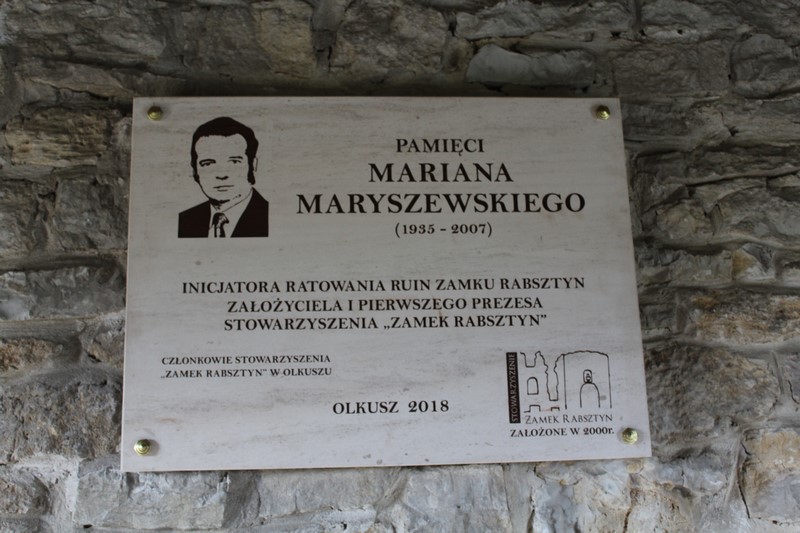 PAMIĘCI
MARIANA
MARYSZEWSKIEGO
(1935 - 2007)
INICJATORA RATOWANIA RUIN ZAMKU RABSZTYN
ZAŁOŻYCIELA I PIERWSZEGO PREZESA
STOWARZYSZENIA „ZAMEK RABSZTYN”
CZŁONKOWIE STOWARZYSZENIA
„ZAMEK RABSZTYN” W OLKUSZU
OLKUSZ 2018
STOWARZYSZENIE
ZAMEK RABSZTYN
ZAŁOŻONE W 2000r.